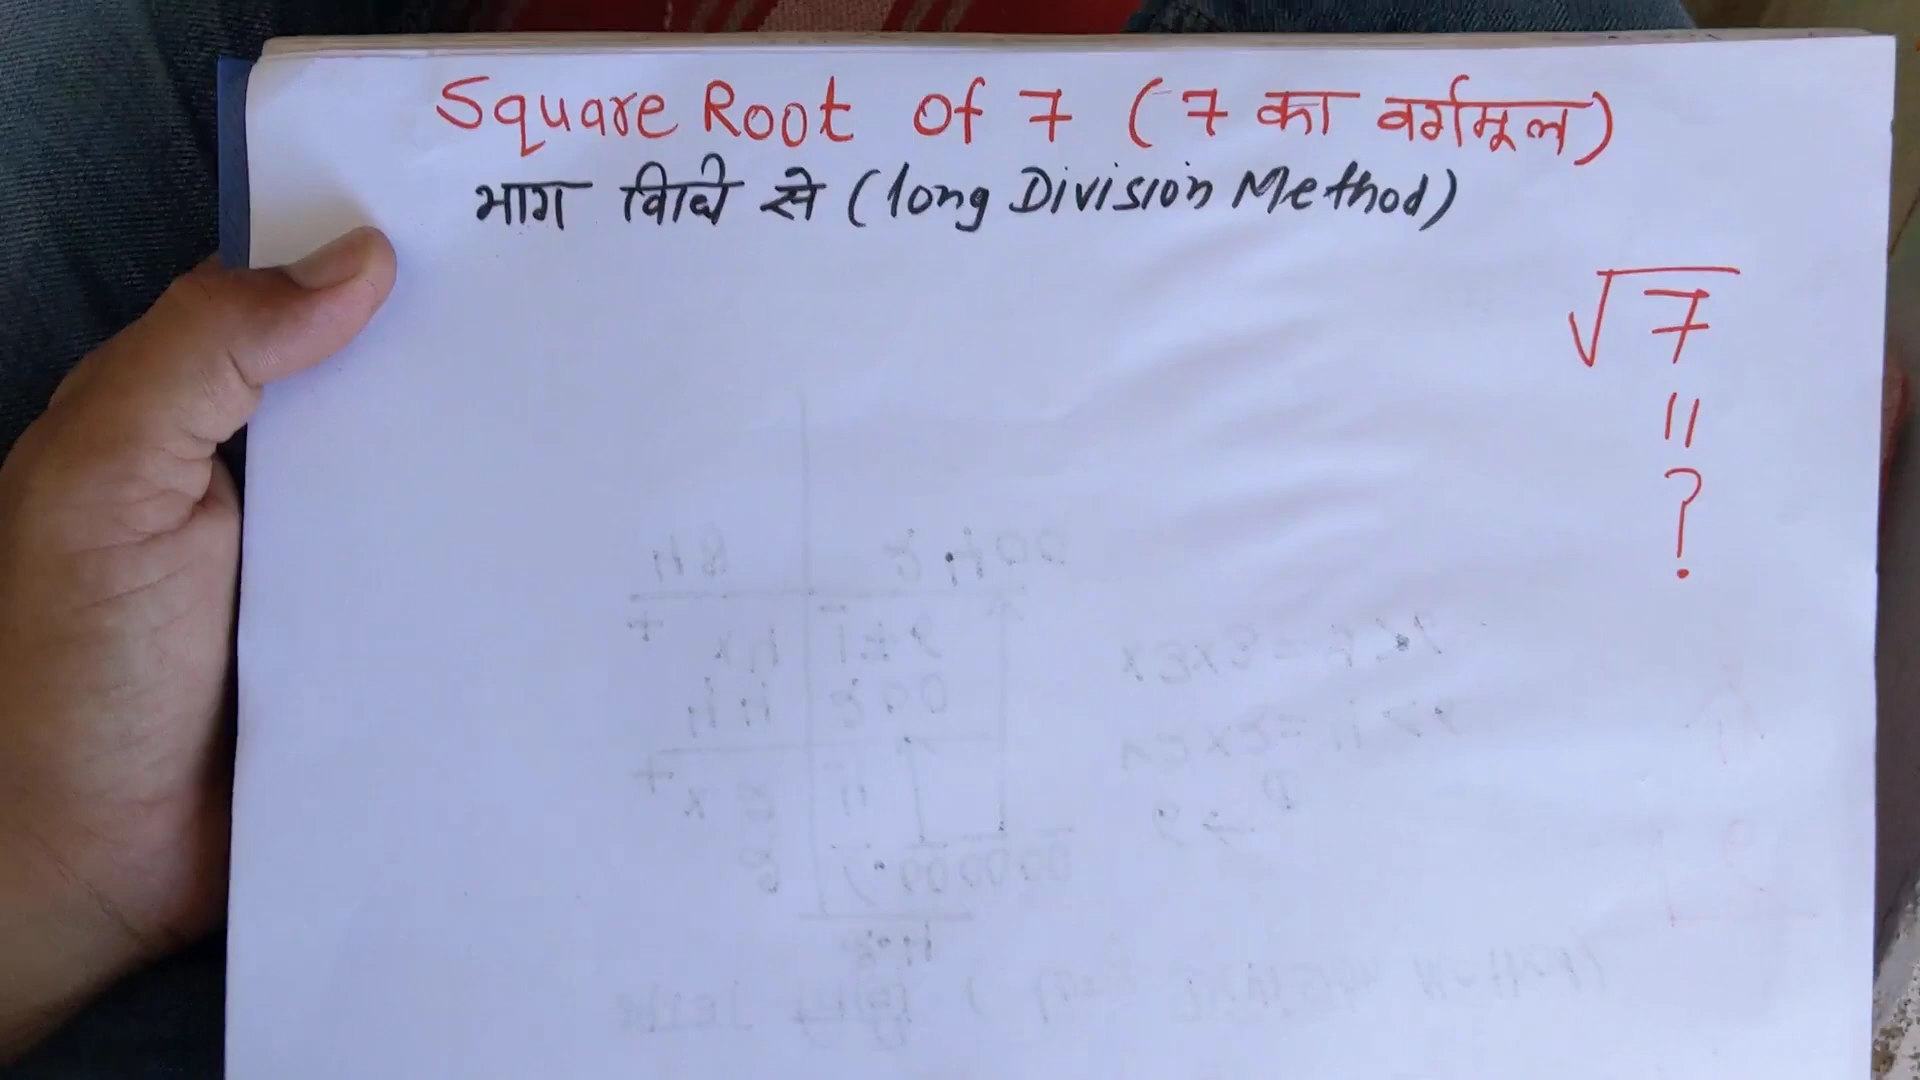 Square Root of 7 (7 का वर्गमूल)
भाग विधि से (long Division Method)
√7
=
?